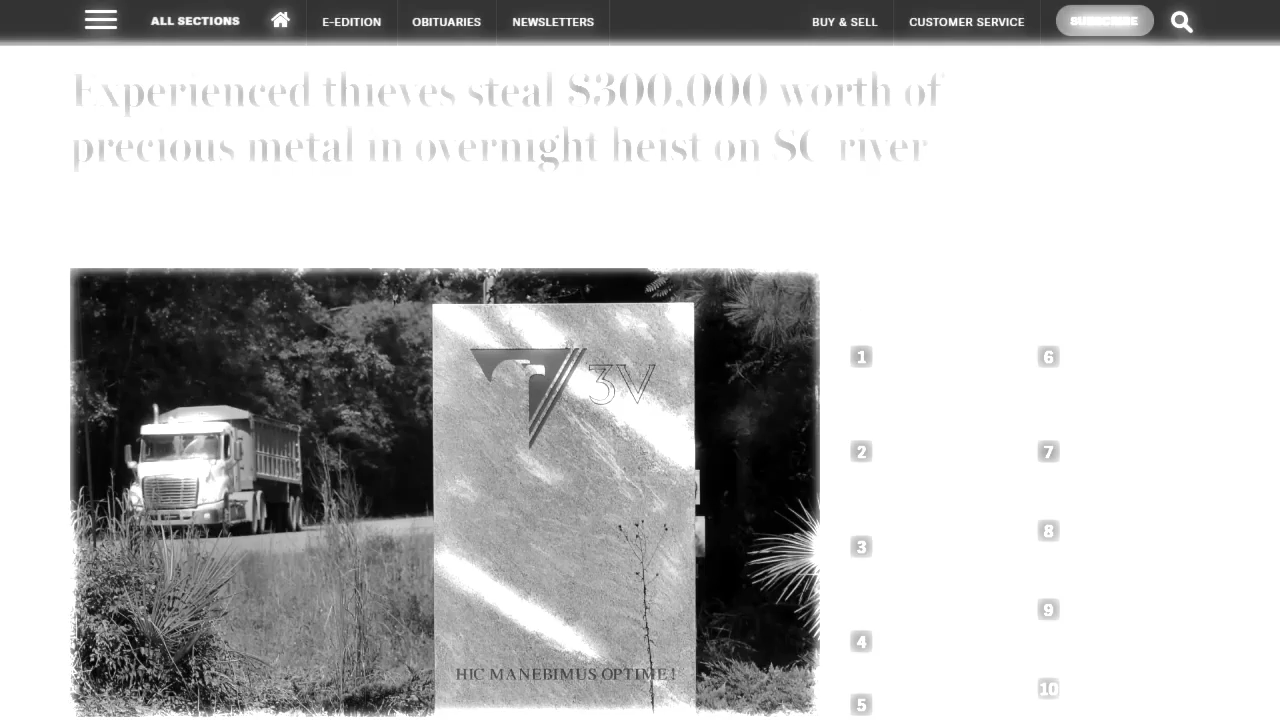 ALL SECTIONS E-EDITION OBITUARIES NEWSLETTERS BUY & SELL CUSTOMER SERVICE SUBSCRIBE
Experienced thieves steal $300,000 worth of
precious metal in overnight heist on SC river
3V
HIC MANEBIMUS OPTIME!
1 6
2 7
3 8
4 9
5 10